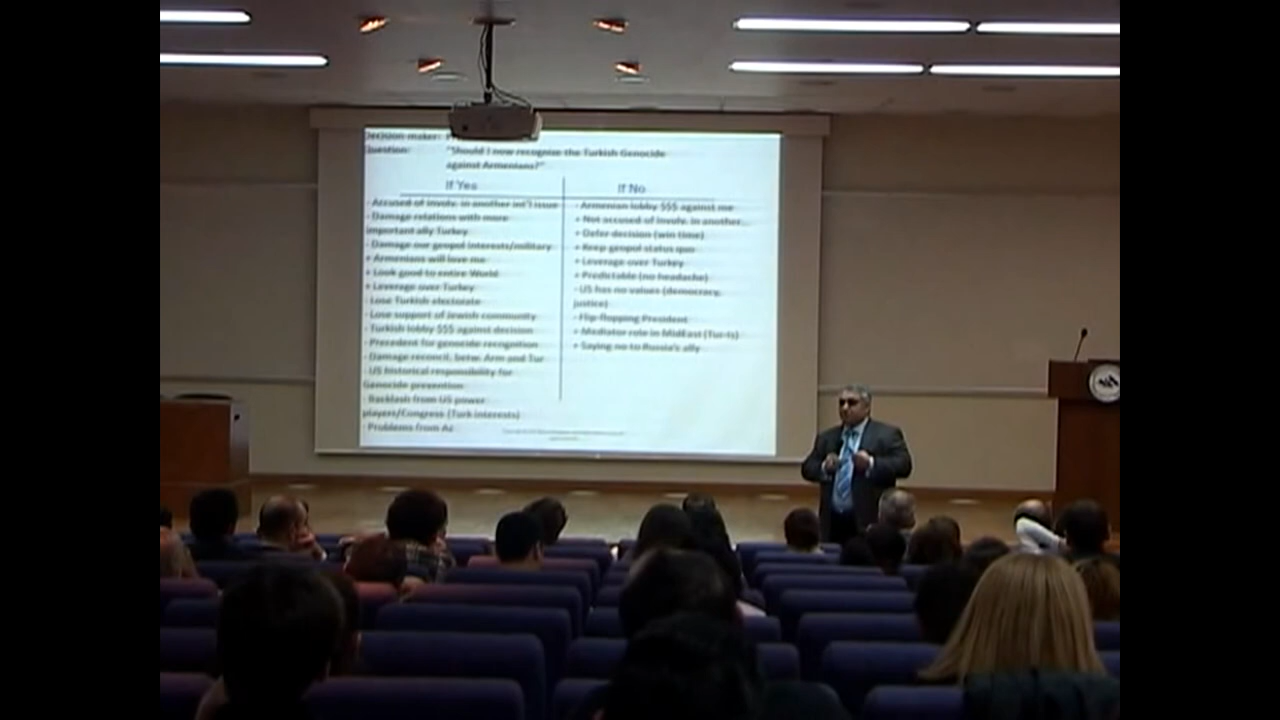 Decision maker: 
Question: "Should I now recognize the Turkish Genocide
against Armenians?"
If Yes
- Accused of involv. in another int'l issue
- Damage relations with more
important ally Turkey
- Damage our geopol interests/military
+ Armenians will love me
+ Look good to entire World
+ Leverage over Turkey
- Lose Turkish electorate
- Lose support of Jewish community
- Turkish lobby $$$ against decision
- Precedent for genocide recognition
- Damage reconcil. betw. Arm and Tur
- US historical responsibility for
Genocide prevention
- Backlash from US power
players/Congress (Turk interests)
- Problems from Az
If No
- Armenian lobby $$$ against me
+ Not accused of involv. in another...
+ Defer decision (win time)
+ Keep geopol status quo
+ Leverage over Turkey
+ Predictable (no headache)
- US has no values (democracy,
justice)
- Flip-flopping President
+ Mediator role in MidEast (Tur-Is)
+ Saying no to Russia's ally